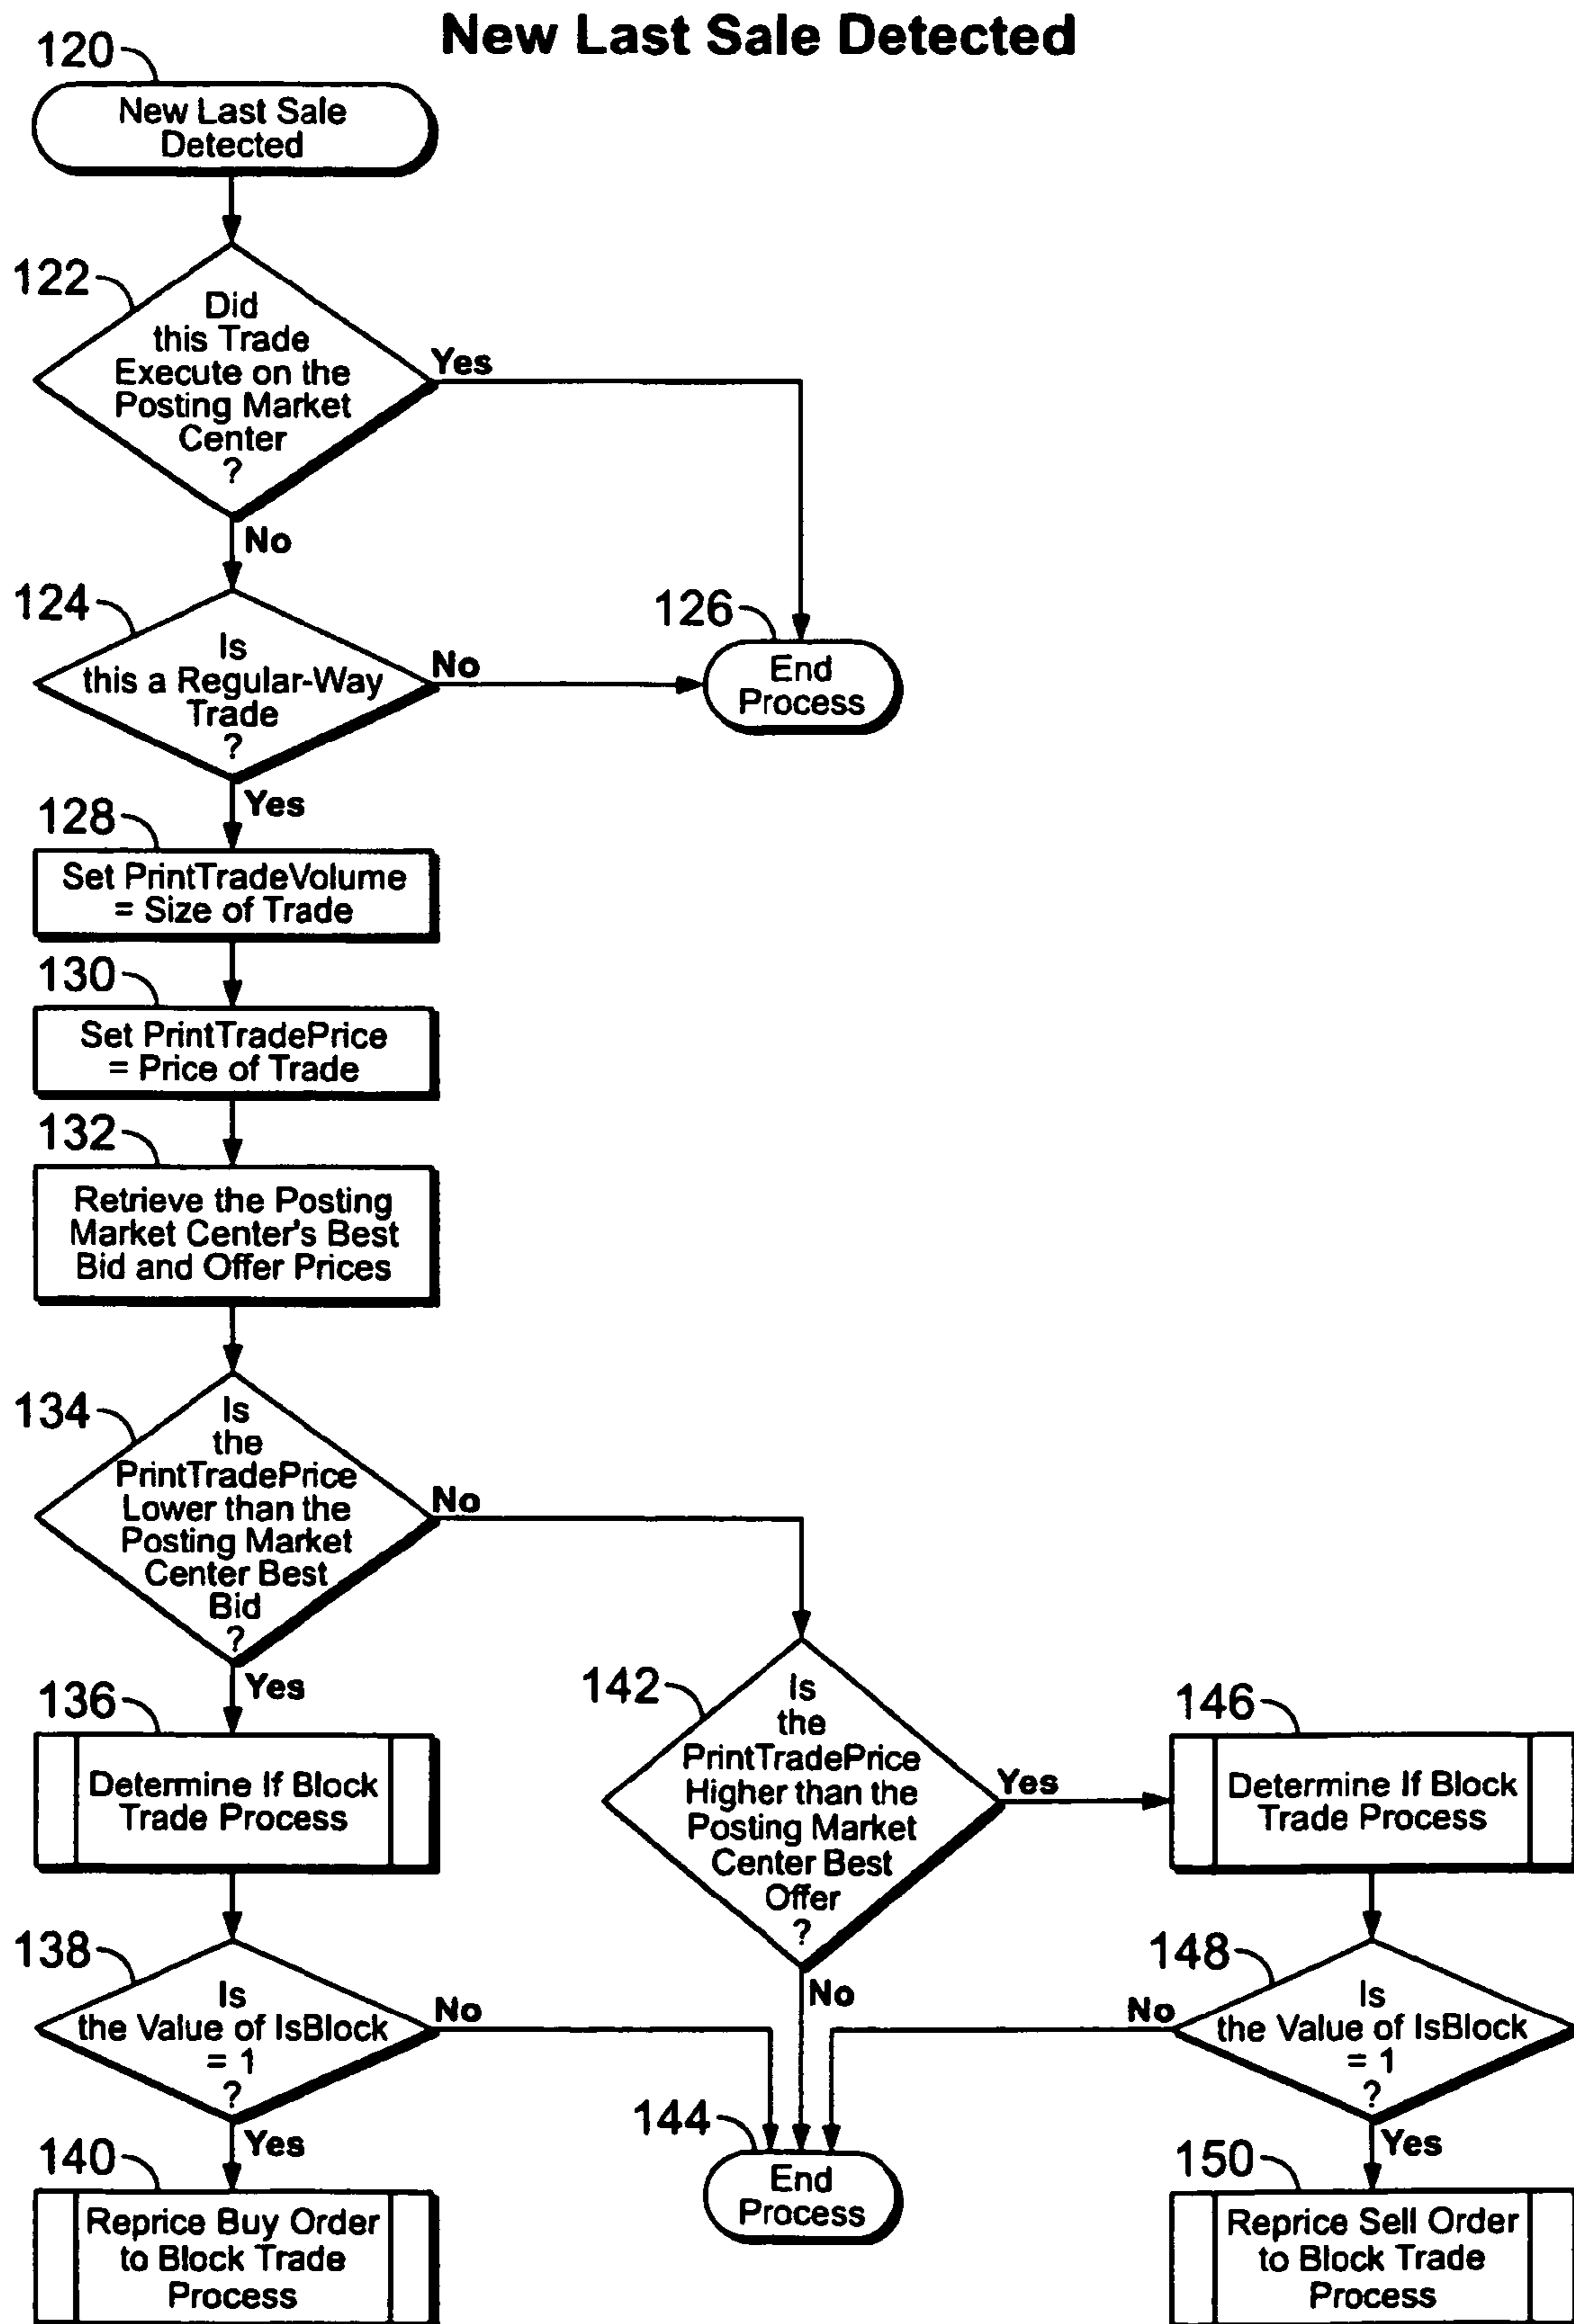 New Last Sale Detected
120
New Last Sale
Detected
122
Did
this Trade
Execute on the
Posting Market
Center
?
Yes
No
124
Is
this a Regular-Way
Trade
?
No
Yes
126
End
Process
128
Set PrintTradeVolume
= Size of Trade
130
Set PrintTradePrice
= Price of Trade
132
Retrieve the Posting
Market Center's Best
Bid and Offer Prices
134
Is
the
PrintTradePrice
Lower than the
Posting Market
Center Best
Bid
?
No
Yes
136
Determine If Block
Trade Process
142
Is
the
PrintTradePrice
Higher than the
Posting Market
Center Best
Offer
?
Yes
No
146
Determine If Block
Trade Process
138
Is
the Value of IsBlock
= 1
?
No
Yes
148
Is
the Value of IsBlock
= 1
?
No
Yes
140
Reprice Buy Order
to Block Trade
Process
144
End
Process
150
Reprice Sell Order
to Block Trade
Process